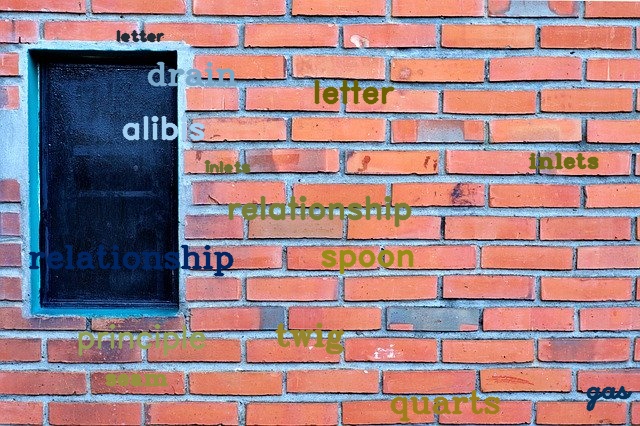 letter
drain
letter
alibis
inlets
inlets
relationship
relationship
spoon
principle
twig
seam
gas
quarts